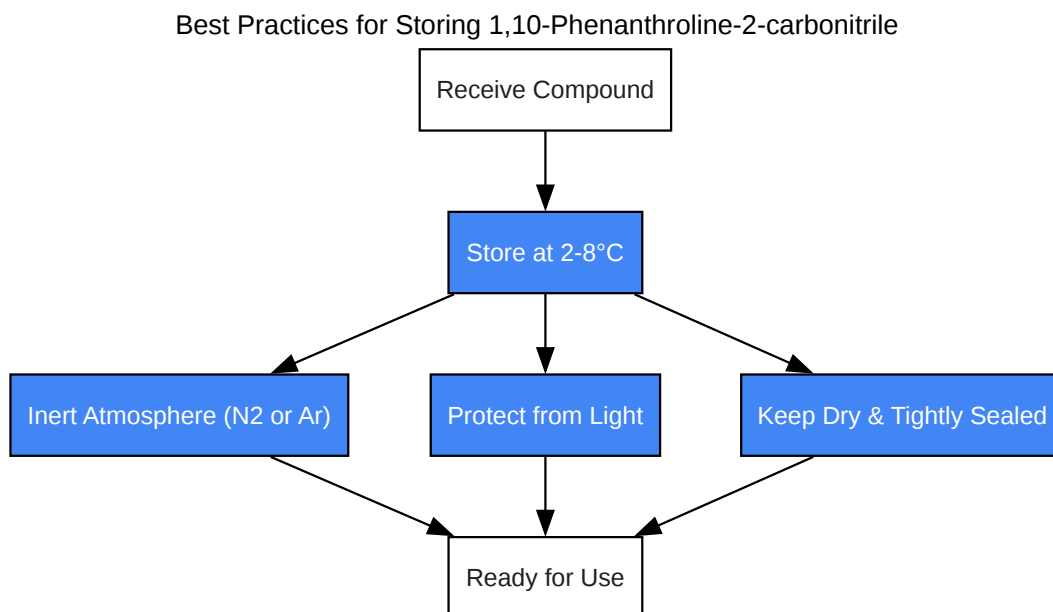 Best Practices for Storing 1,10-Phenanthroline-2-carbonitrile
Receive Compound
Store at 2-8°C
Inert Atmosphere (N2 or Ar)
Protect from Light
Keep Dry & Tightly Sealed
Ready for Use